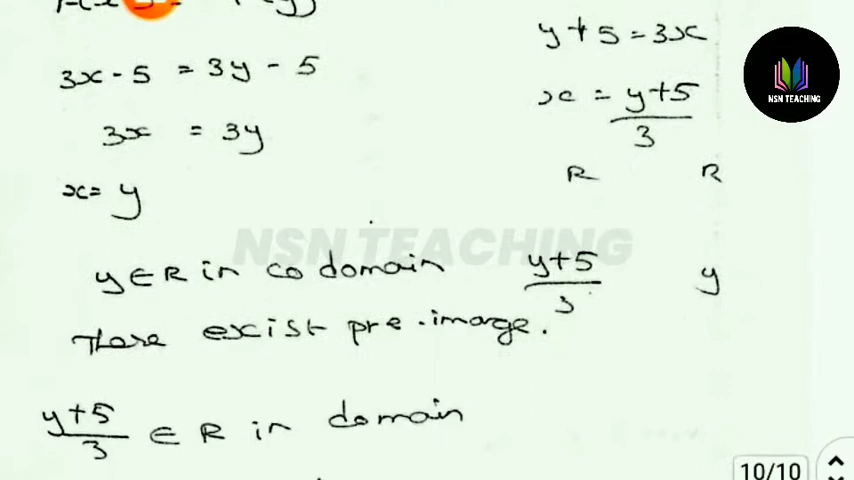 y + 5 = 3x
3x - 5 = 3y - 5
x = y+5/3
3x = 3y
R R
x = y
y ∈ R in co domain y+5/3 y
There exist pre-image.
y+5/3 ∈ R in domain
NSN TEACHING
NSN TEACHING
10/10